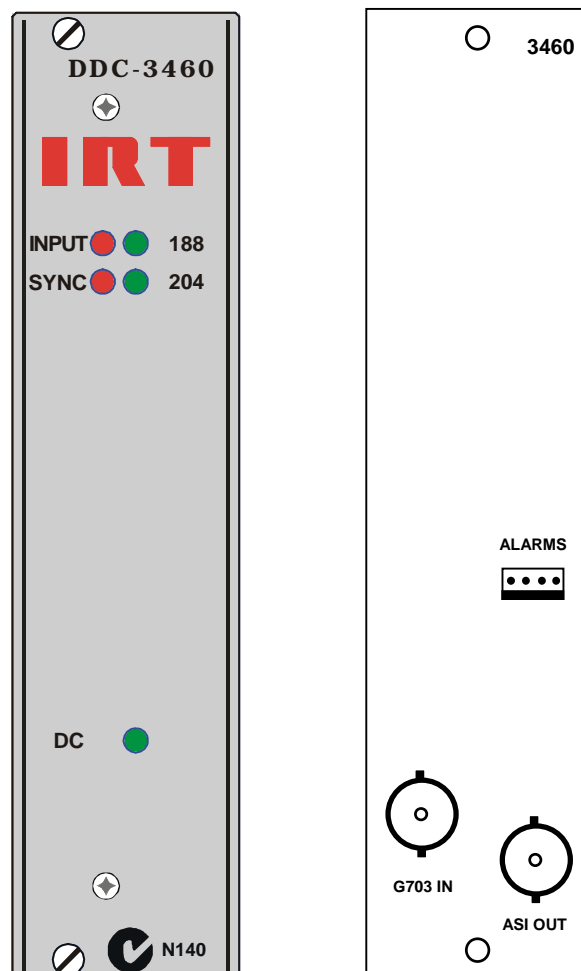 DDC-3460
IRT
INPUT 188
SYNC 204
DC
N140
3460
ALARMS
G703 IN
ASI OUT